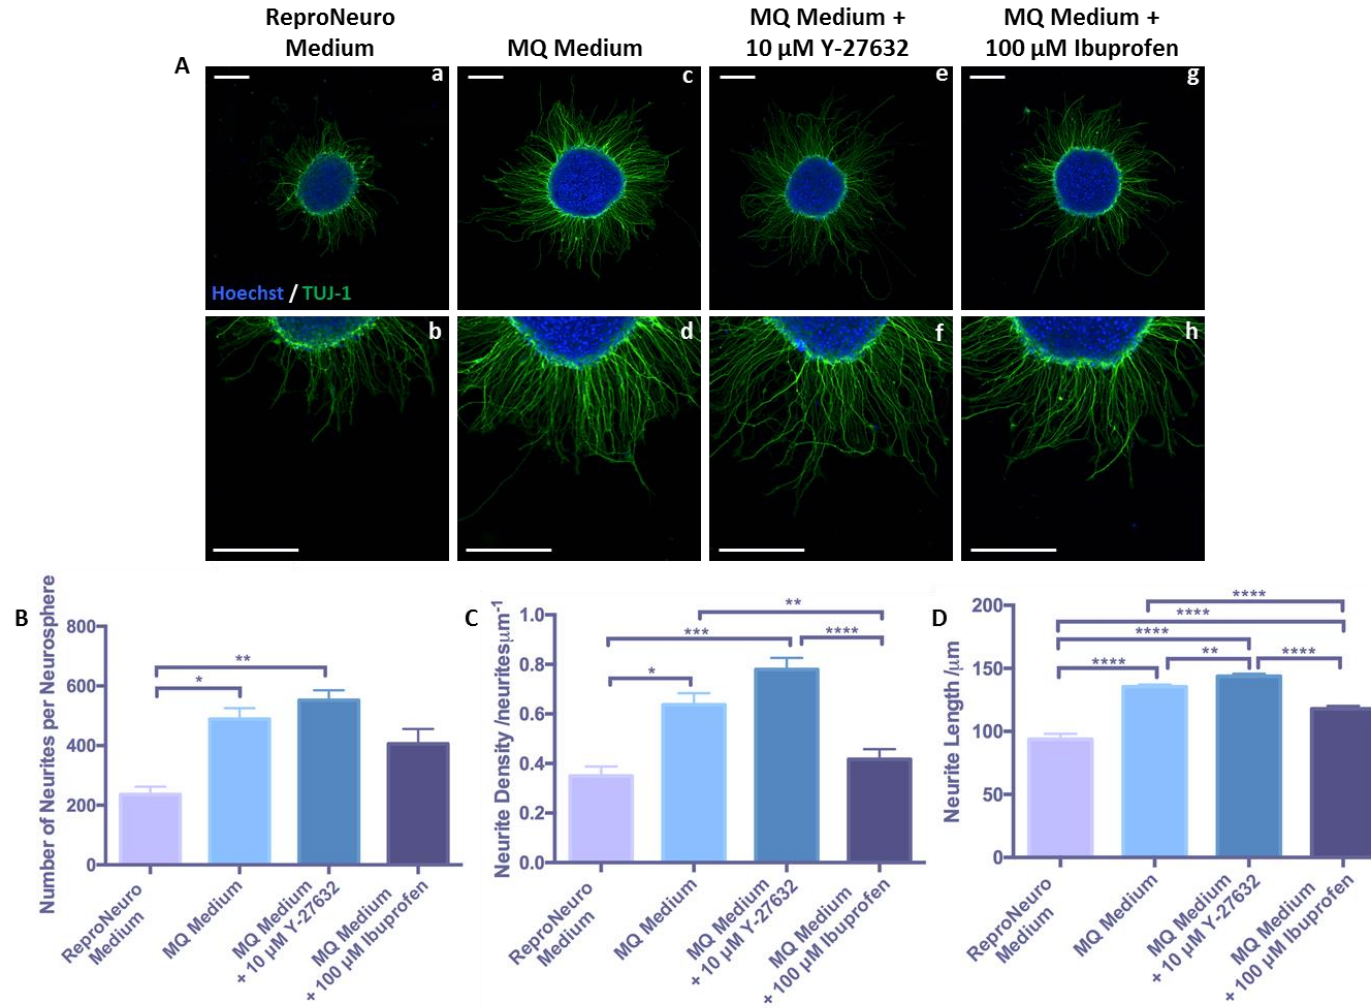 ReproNeuro
Medium
MQ Medium
MQ Medium +
10 µM Y-27632
MQ Medium +
100 µM Ibuprofen
A
a
c
e
g
Hoechst / TUJ-1
b
d
f
h
B
Number of Neurites per Neurosphere
800
600
400
200
0
**
*
ReproNeuro
Medium
MQ Medium
MQ Medium
+ 10 µM Y-27632
MQ Medium
+ 100 µM Ibuprofen
C
Neurite Density /neuritesµm⁻¹
1.0
0.8
0.6
0.4
0.2
0.0
**
***
****
*
ReproNeuro
Medium
MQ Medium
MQ Medium
+ 10 µM Y-27632
MQ Medium
+ 100 µM Ibuprofen
D
Neurite Length /µm
200
150
100
50
0
****
****
****
****
**
****
ReproNeuro
Medium
MQ Medium
MQ Medium
+ 10 µM Y-27632
MQ Medium
+ 100 µM Ibuprofen